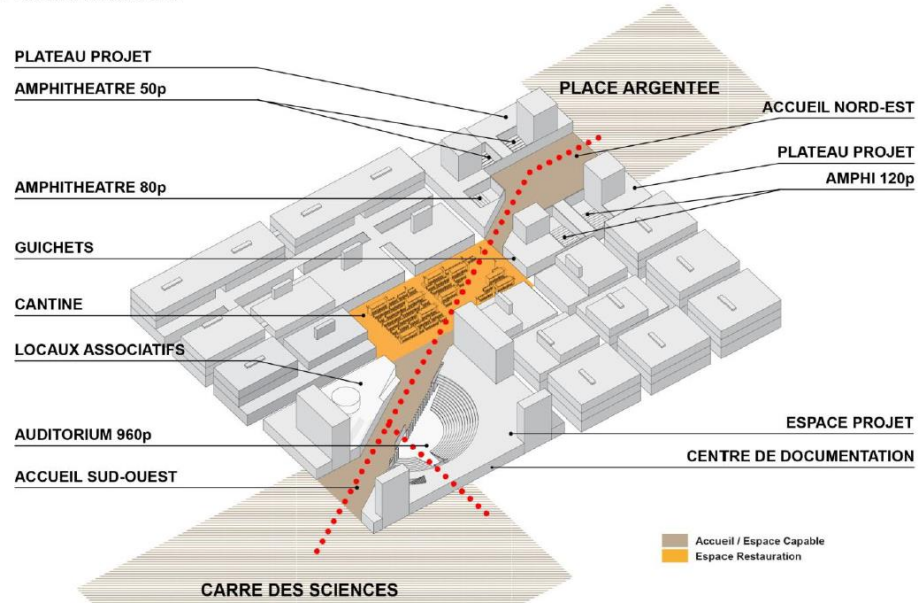 PLATEAU PROJET
AMPHITHEATRE 50p
AMPHITHEATRE 80p
GUICHETS
CANTINE
LOCAUX ASSOCIATIFS
AUDITORIUM 960p
ACCUEIL SUD-OUEST
CARRE DES SCIENCES
PLACE ARGENTEE
ACCUEIL NORD-EST
PLATEAU PROJET
AMPHI 120p
ESPACE PROJET
CENTRE DE DOCUMENTATION
Accueil / Espace Capable
Espace Restauration